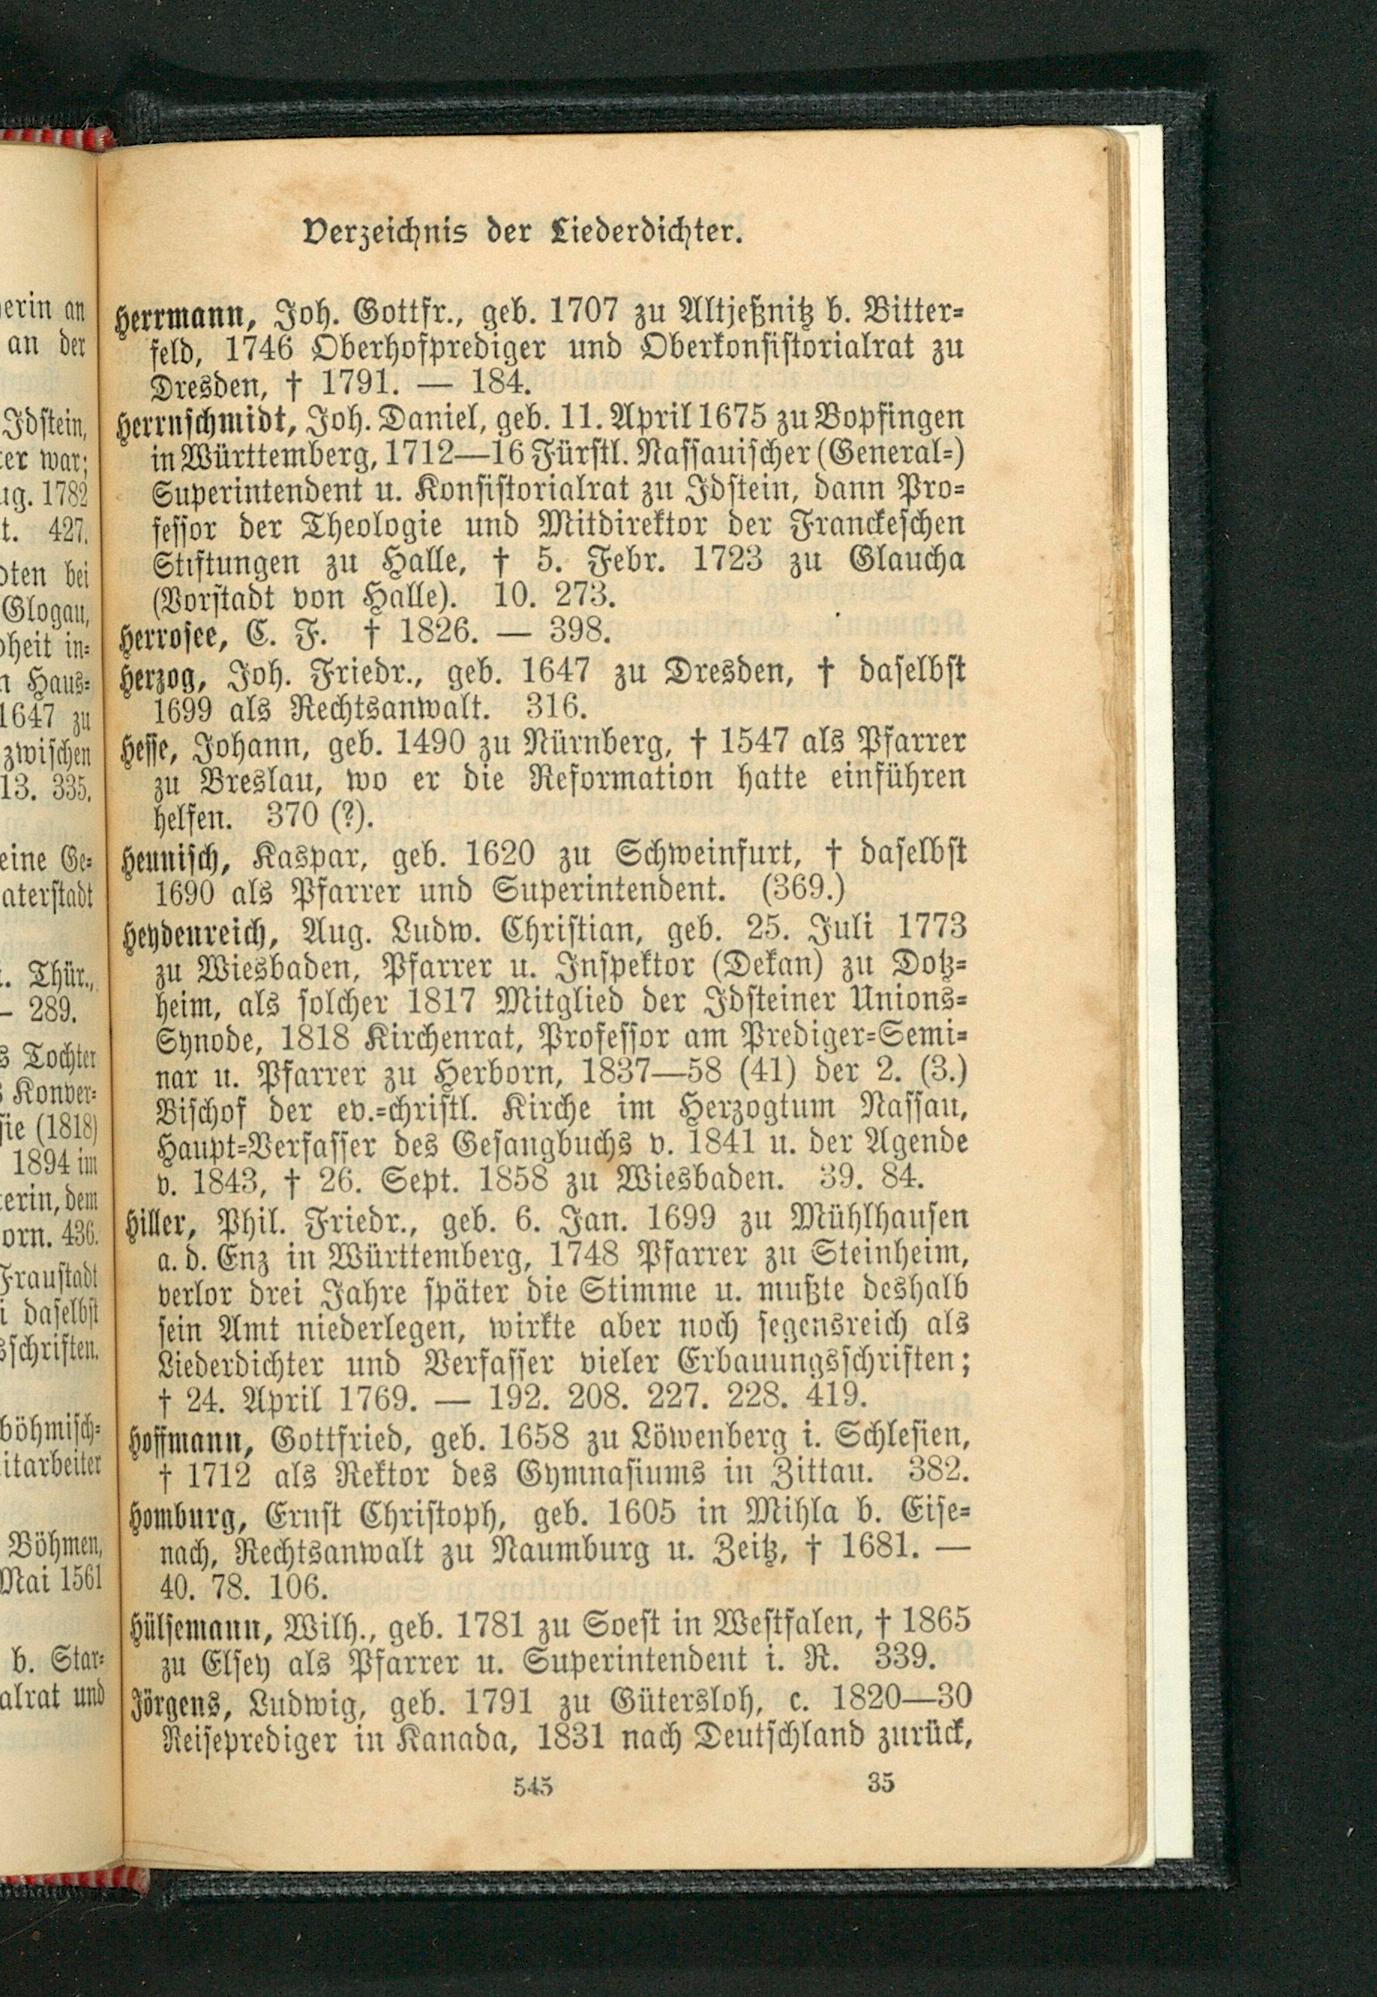 Verzeichnis der Liederdichter.
Herrmann, Joh. Gottfr., geb. 1707 zu Altjeßnitz b. Bitter=
feld, 1746 Oberhofprediger und Oberkonsistorialrat zu
Dresden, † 1791. — 184.
Herrnschmidt, Joh. Daniel, geb. 11. April 1675 zu Bopfingen
in Württemberg, 1712—16 Fürstl. Nassauischer (General=)
Superintendent u. Konsistorialrat zu Idstein, dann Pro=
fessor der Theologie und Mitdirektor der Franckeschen
Stiftungen zu Halle, † 5. Febr. 1723 zu Glaucha
(Vorstadt von Halle). 10. 273.
Herrosee, C. F. † 1826. — 398.
Herzog, Joh. Friedr., geb. 1647 zu Dresden, † daselbst
1699 als Rechtsanwalt. 316.
Hesse, Johann, geb. 1490 zu Nürnberg, † 1547 als Pfarrer
zu Breslau, wo er die Reformation hatte einführen
helfen. 370 (?).
Heunisch, Kaspar, geb. 1620 zu Schweinfurt, † daselbst
1690 als Pfarrer und Superintendent. (369.)
Heydenreich, Aug. Ludw. Christian, geb. 25. Juli 1773
zu Wiesbaden, Pfarrer u. Inspektor (Dekan) zu Dotz=
heim, als solcher 1817 Mitglied der Idsteiner Unions=
Synode, 1818 Kirchenrat, Professor am Prediger=Semi=
nar u. Pfarrer zu Herborn, 1837—58 (41) der 2. (3.)
Bischof der ev.=christl. Kirche im Herzogtum Nassau,
Haupt=Verfasser des Gesangbuchs v. 1841 u. der Agende
v. 1843, † 26. Sept. 1858 zu Wiesbaden. 39. 84.
Hiller, Phil. Friedr., geb. 6. Jan. 1699 zu Mühlhausen
a. d. Enz in Württemberg, 1748 Pfarrer zu Steinheim,
verlor drei Jahre später die Stimme u. mußte deshalb
sein Amt niederlegen, wirkte aber noch segensreich als
Liederdichter und Verfasser vieler Erbauungsschriften;
† 24. April 1769. — 192. 208. 227. 228. 419.
Hoffmann, Gottfried, geb. 1658 zu Löwenberg i. Schlesien,
† 1712 als Rektor des Gymnasiums in Zittau. 382.
Homburg, Ernst Christoph, geb. 1605 in Mihla b. Eise=
nach, Rechtsanwalt zu Naumburg u. Zeitz, † 1681. —
40. 78. 106.
Hülsemann, Wilh., geb. 1781 zu Soest in Westfalen, † 1865
zu Elsey als Pfarrer u. Superintendent i. R. 339.
Jörgens, Ludwig, geb. 1791 zu Gütersloh, c. 1820—30
Reiseprediger in Kanada, 1831 nach Deutschland zurück,
545 35